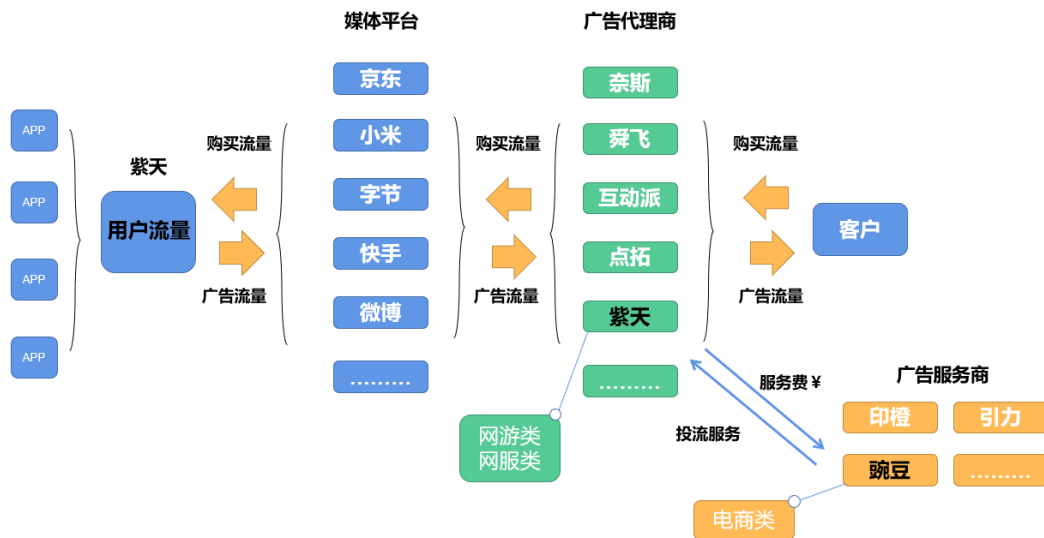 媒体平台
广告代理商
京东
奈斯
APP
小米
舜飞
购买流量
购买流量
购买流量
紫天
APP
字节
互动派
用户流量
客户
快手
点拓
APP
广告流量
广告流量
广告流量
微博
紫天
APP
………
………
服务费¥
广告服务商
投流服务
印橙
引力
网游类
网服类
豌豆
………
电商类